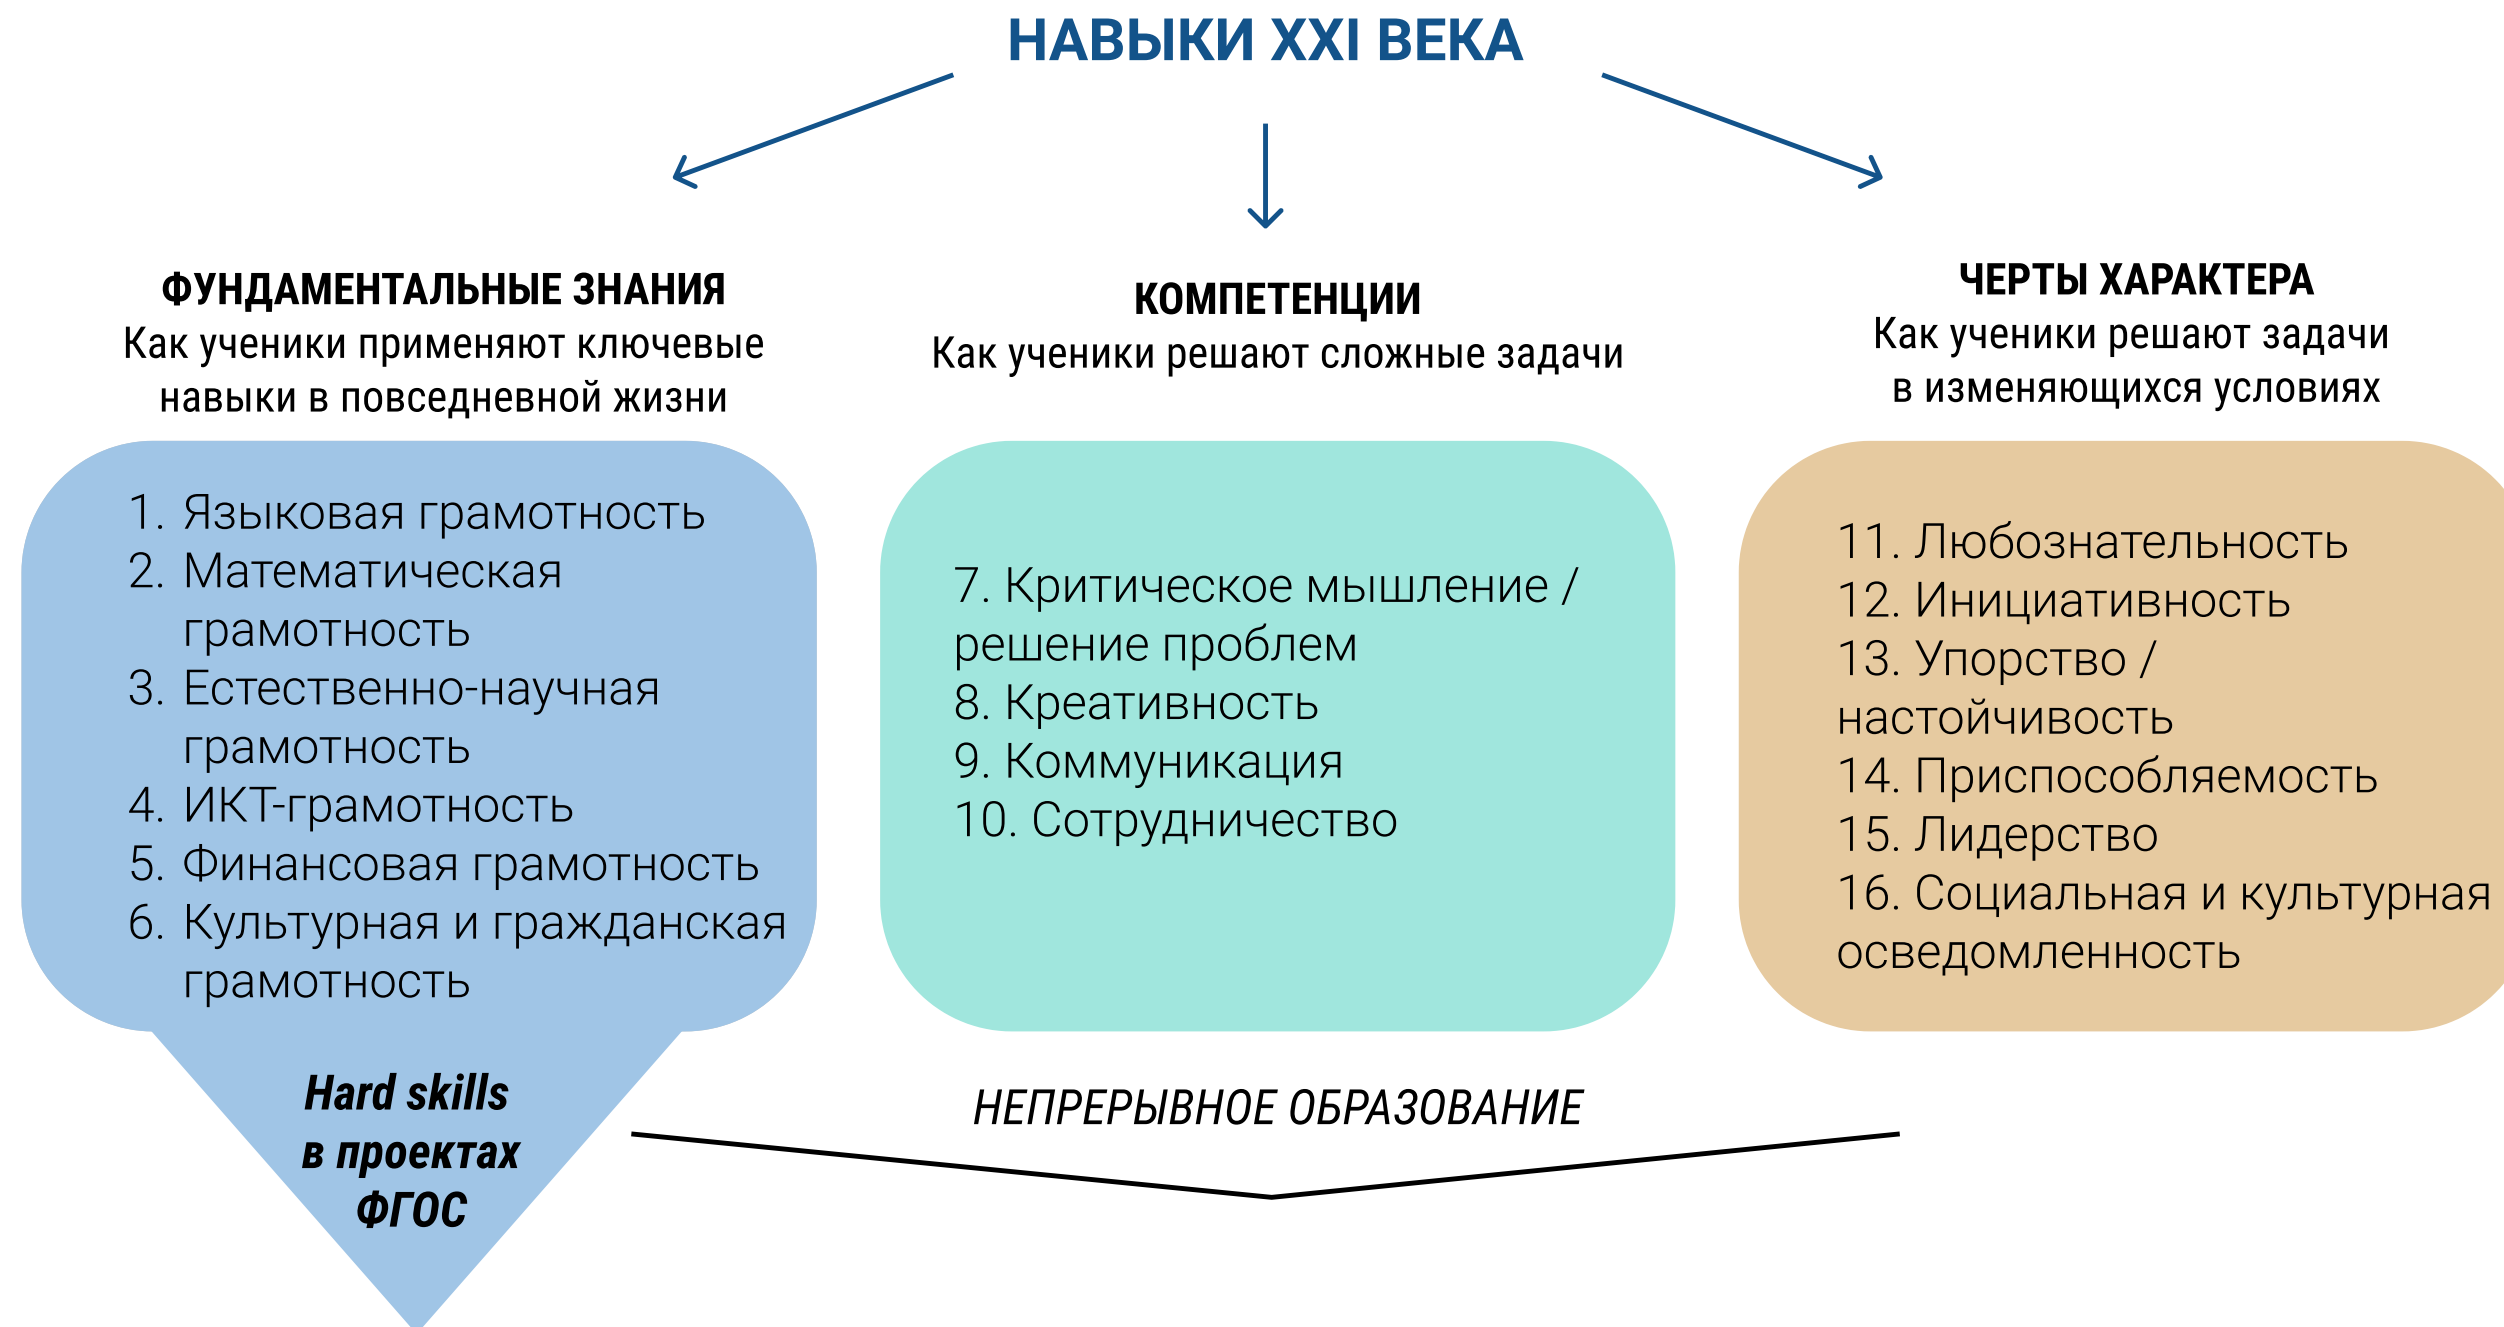 НАВЫКИ XXI ВЕКА
ФУНДАМЕНТАЛЬНЫЕ ЗНАНИЯ
Как ученики применяют ключевые
навыки в повседневной жизни
1. Языковая грамотность
2. Математическая
грамотность
3. Естественно-научная
грамотность
4. ИКТ-грамотность
5. Финансовая грамотность
6. Культурная и гражданская
грамотность
Hard skills
в проектах
ФГОС
КОМПЕТЕНЦИИ
Как ученики решают сложные задачи
7. Критическое мышление /
решение проблем
8. Креативность
9. Коммуникация
10. Сотрудничество
ЧЕРТЫ ХАРАКТЕРА
Как ученики решают задачи
в изменяющихся условиях
11. Любознательность
12. Инициативность
13. Упорство /
настойчивость
14. Приспособляемость
15. Лидерство
16. Социальная и культурная
осведомленность
НЕПРЕРЫВНОЕ ОБРАЗОВАНИЕ